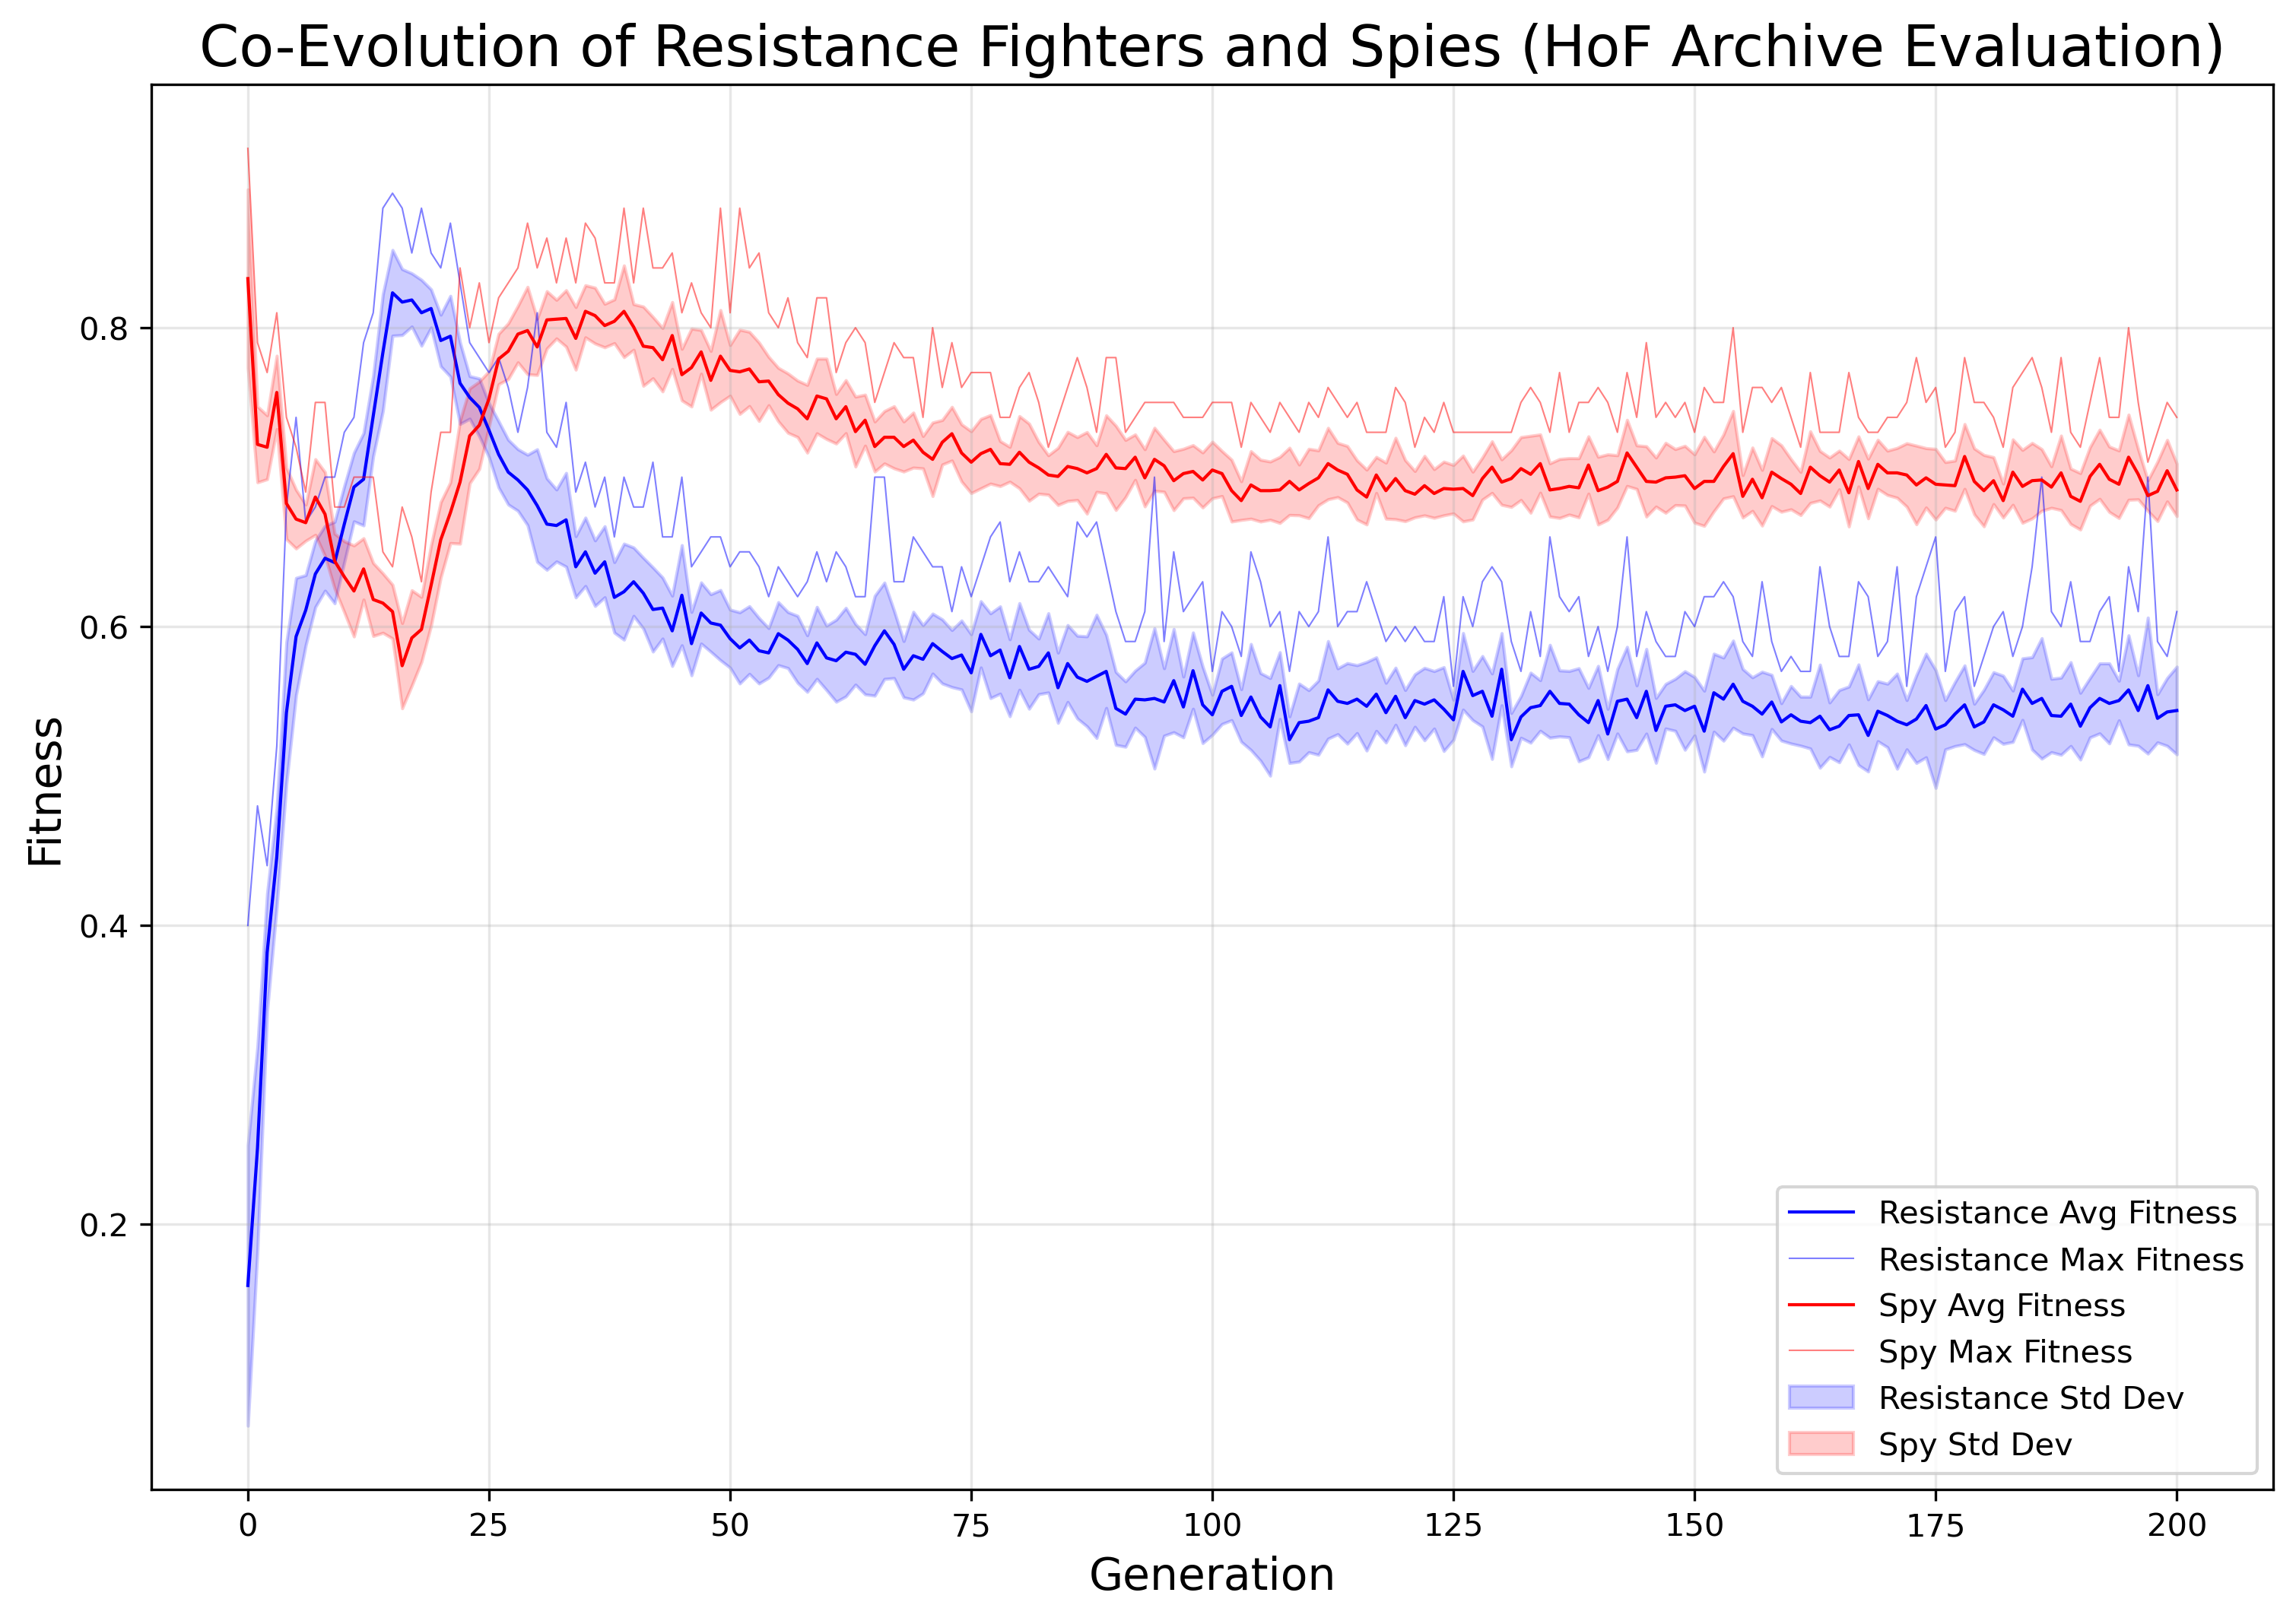 Co-Evolution of Resistance Fighters and Spies (HoF Archive Evaluation)
Fitness
0.8
0.6
0.4
0.2
0 25 50 75 100 125 150 175 200
Generation
Resistance Avg Fitness
Resistance Max Fitness
Spy Avg Fitness
Spy Max Fitness
Resistance Std Dev
Spy Std Dev